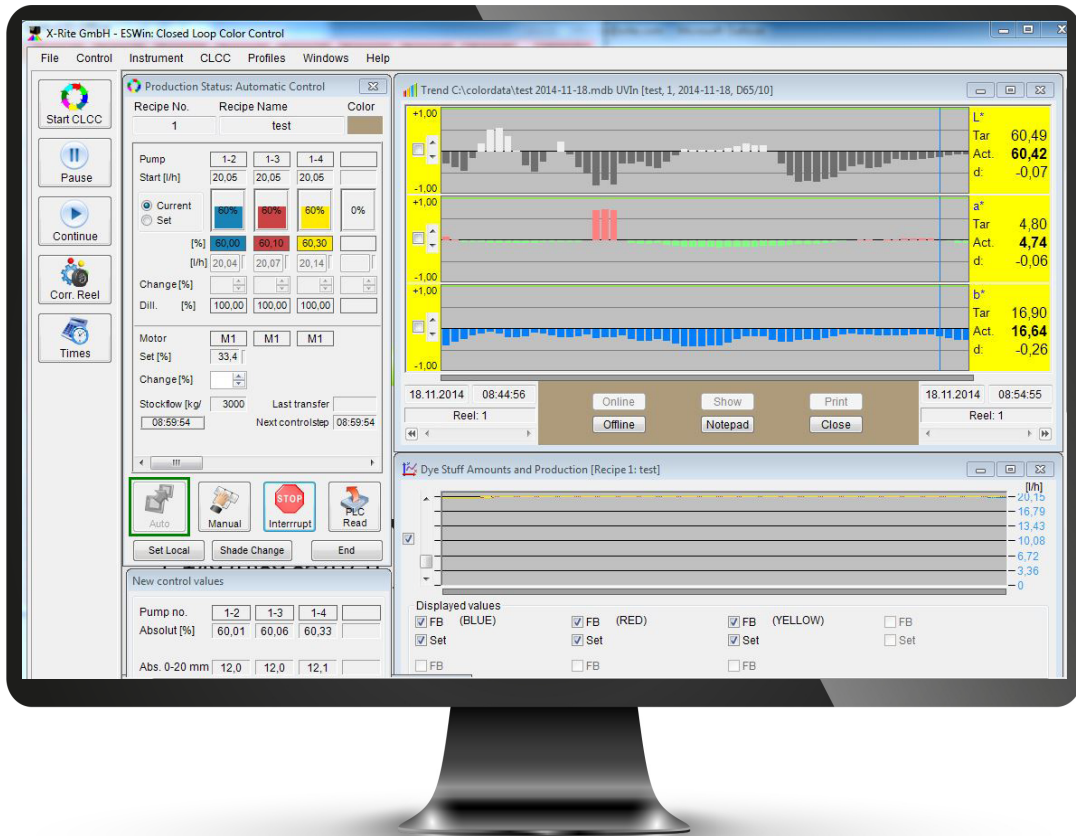 X-Rite GmbH - ESWin: Closed Loop Color Control
File Control Instrument CLCC Profiles Windows Help
Start CLCC
Pause
Continue
Corr. Reel
Times
Production Status: Automatic Control
Recipe No. Recipe Name Color
1 test
Pump 1-2 1-3 1-4
Start [l/h] 20,05 20,05 20,05
Current
Set
60% 60% 60% 0%
[%] 60,00 60,10 60,30
[l/h] 20,04 20,07 20,14
Change [%]
Dill. [%] 100,00 100,00 100,00
Motor M1 M1 M1
Set [%] 33,4
Change [%]
Stockflow [kg/ 3000 Last transfer
08:59:54 Next controlstep 08:59:54
Auto
Manual
STOP
Interrrupt
PLC
Read
Set Local Shade Change End
New control values
Pump no. 1-2 1-3 1-4
Absolut [%] 60,01 60,06 60,33
Abs. 0-20 mm 12,0 12,0 12,1
Trend C:\colordata\test 2014-11-18.mdb UVIn [test, 1, 2014-11-18, D65/10]
+1,00
-1,00
L*
Tar 60,49
Act. 60,42
d: -0,07
+1,00
-1,00
a*
Tar 4,80
Act. 4,74
d: -0,06
+1,00
-1,00
b*
Tar 16,90
Act. 16,64
d: -0,26
18.11.2014 08:44:56
Reel: 1
Online Show Print
Offline Notepad Close
18.11.2014 08:54:55
Reel: 1
Dye Stuff Amounts and Production [Recipe 1: test]
[l/h]
20,15
16,79
13,43
10,08
6,72
3,36
0
Displayed values
FB (BLUE) FB (RED) FB (YELLOW) FB
Set Set Set Set
FB FB FB